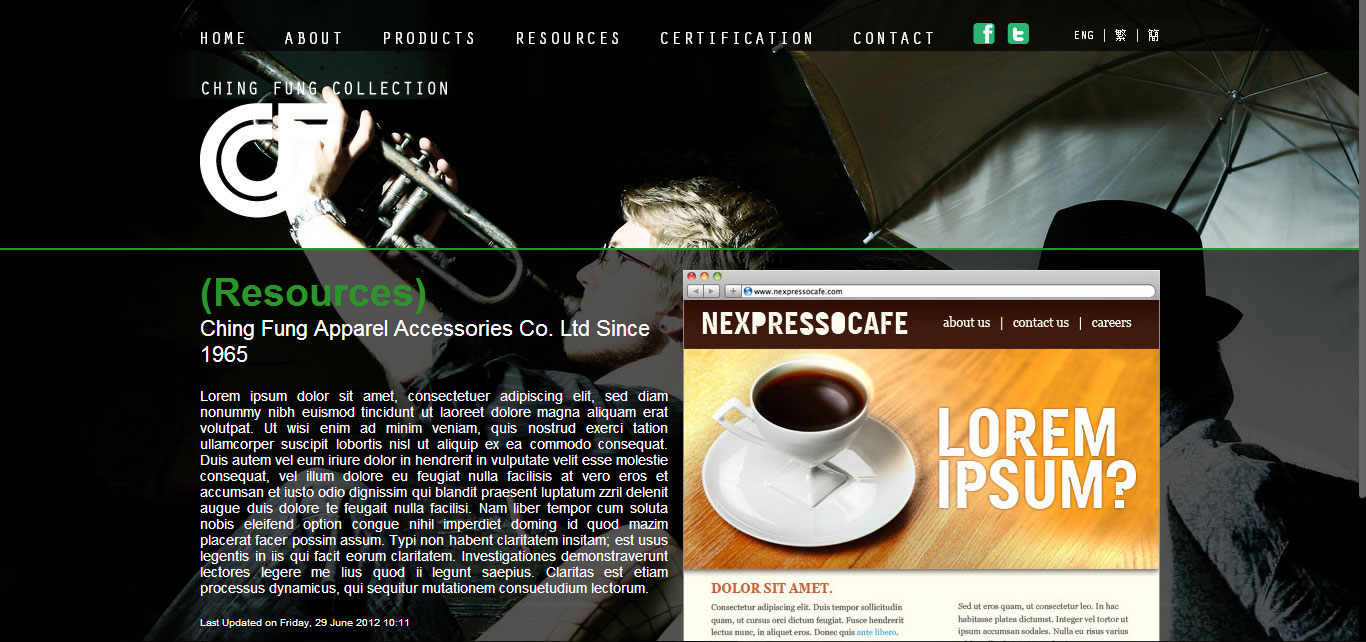 HOME ABOUT PRODUCTS RESOURCES CERTIFICATION CONTACT f t ENG | 繁 | 簡
CHING FUNG COLLECTION
CF
(Resources)
Ching Fung Apparel Accessories Co. Ltd Since
1965
Lorem ipsum dolor sit amet, consectetuer adipiscing elit, sed diam
nonummy nibh euismod tincidunt ut laoreet dolore magna aliquam erat
volutpat. Ut wisi enim ad minim veniam, quis nostrud exerci tation
ullamcorper suscipit lobortis nisl ut aliquip ex ea commodo consequat.
Duis autem vel eum iriure dolor in hendrerit in vulputate velit esse molestie
consequat, vel illum dolore eu feugiat nulla facilisis at vero eros et
accumsan et iusto odio dignissim qui blandit praesent luptatum zzril delenit
augue duis dolore te feugait nulla facilisi. Nam liber tempor cum soluta
nobis eleifend option congue nihil imperdiet doming id quod mazim
placerat facer possim assum. Typi non habent claritatem insitam; est usus
legentis in iis qui facit eorum claritatem. Investigationes demonstraverunt
lectores legere me lius quod ii legunt saepius. Claritas est etiam
processus dynamicus, qui sequitur mutationem consuetudium lectorum.
Last Updated on Friday, 29 June 2012 10:11
www.nexpressocafe.com
NEXPRESSOCAFE about us | contact us | careers
LOREM
IPSUM?
DOLOR SIT AMET.
Consectetur adipiscing elit. Duis tempor sollicitudin
quam, ut cursus orci dictum feugiat. Fusce hendrerit
lectus nunc, in aliquet eros. Donec quis ante libero.
Sed ut eros quam, ut consectetur leo. In hac
habitasse platea dictumst. Integer vel tortor ut
ipsum accumsan sodales. Nulla eu risus varius